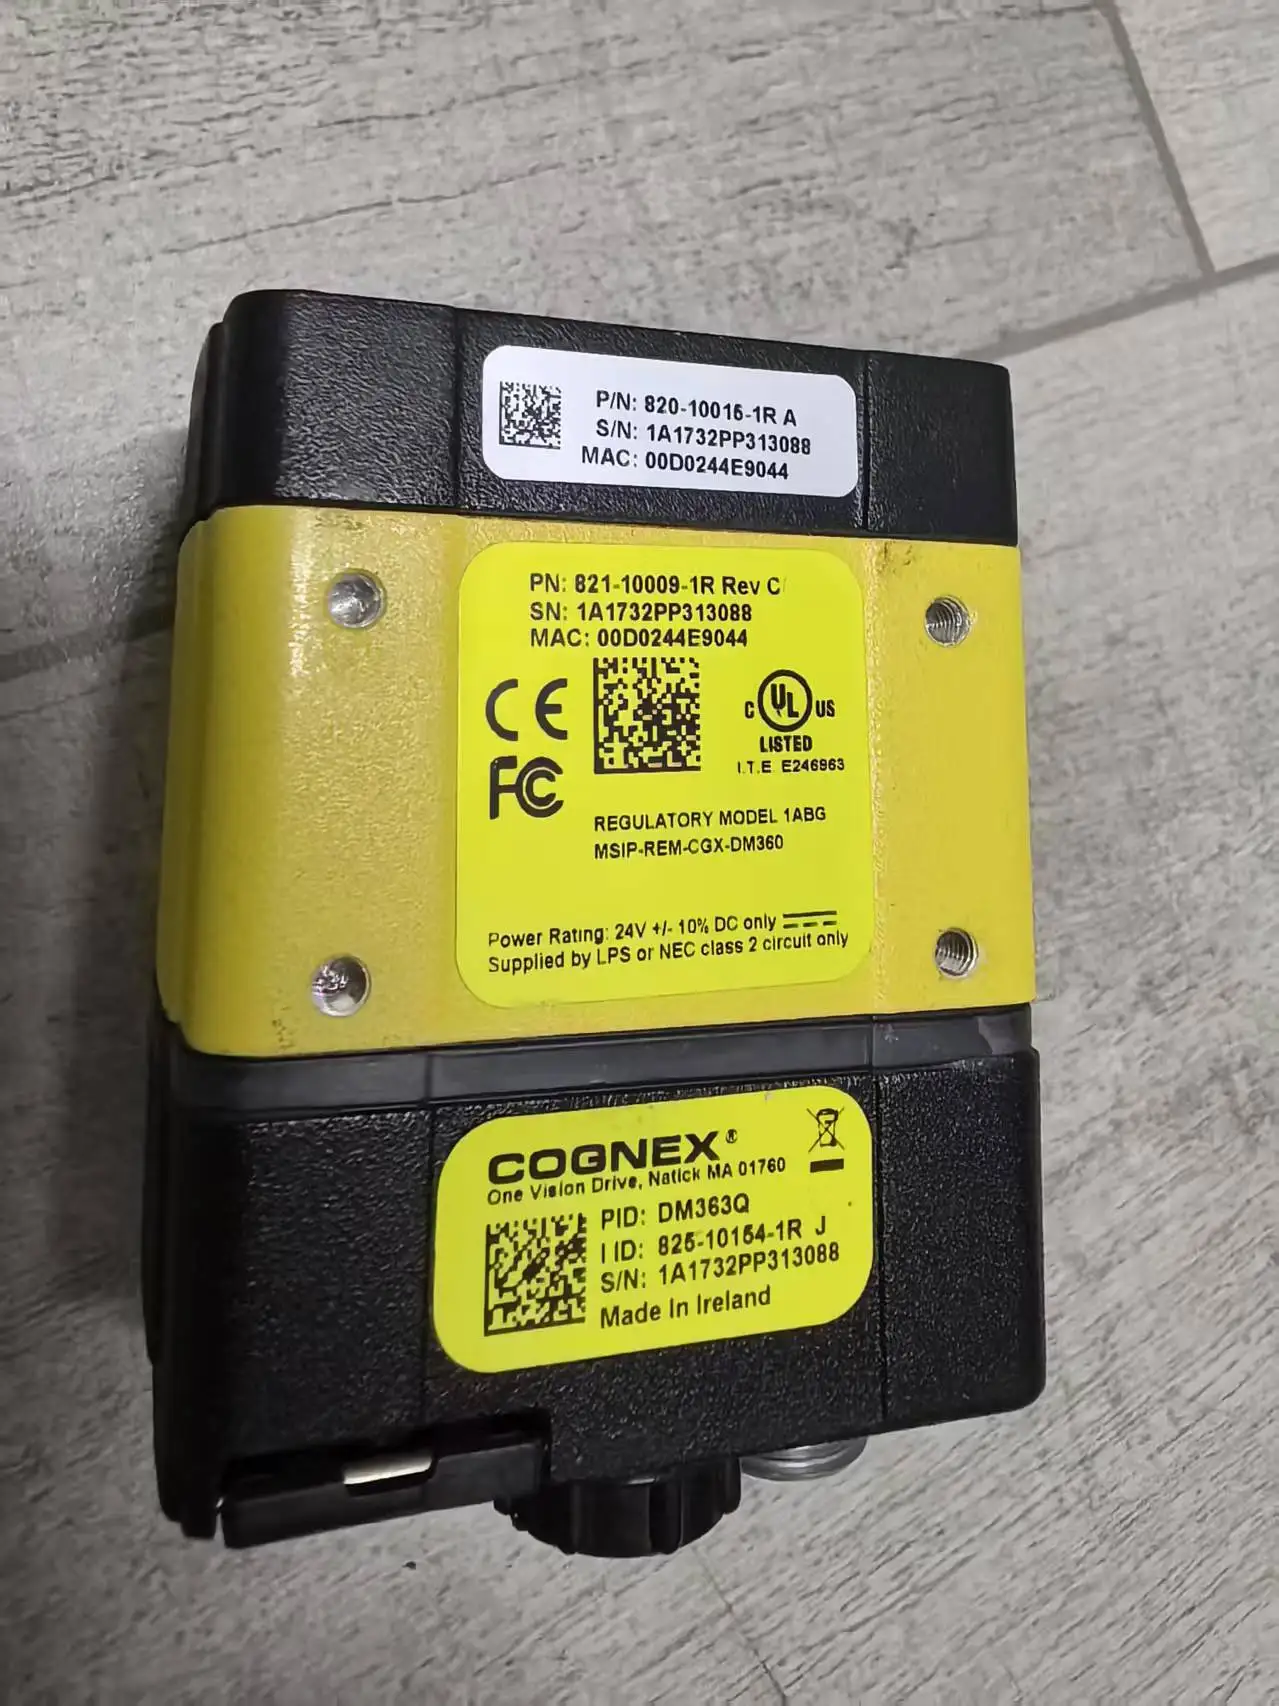 P/N: 820-10015-1R A
S/N: 1A1732PP313088
MAC: 00D0244E9044
PN: 821-10009-1R Rev C
SN: 1A1732PP313088
MAC: 00D0244E9044
CE
FC
C UL US
LISTED
I.T.E E246963
REGULATORY MODEL 1ABG
MSIP-REM-CGX-DM360
Power Rating: 24V +/- 10% DC only
Supplied by LPS or NEC class 2 circuit only
COGNEX®
One Vision Drive, Natick MA 01760
PID: DM363Q
I ID: 825-10154-1R J
S/N: 1A1732PP313088
Made In Ireland